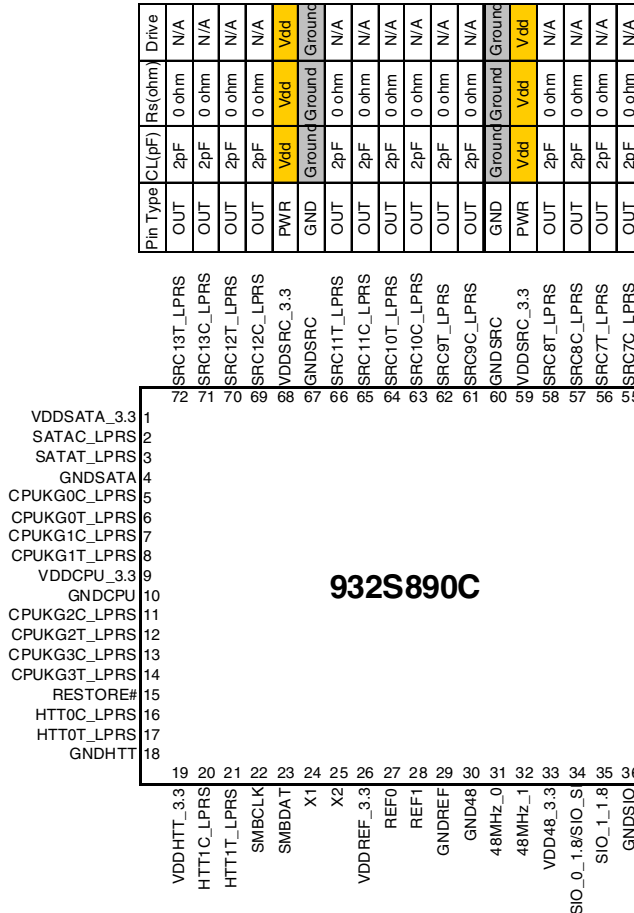 Drive N/A N/A N/A N/A Vdd Ground N/A N/A N/A N/A N/A N/A Ground Vdd N/A N/A N/A N/A
Rs(ohm) 0 ohm 0 ohm 0 ohm 0 ohm Vdd Ground 0 ohm 0 ohm 0 ohm 0 ohm 0 ohm 0 ohm Ground Vdd 0 ohm 0 ohm 0 ohm 0 ohm
CL(pF) 2pF 2pF 2pF 2pF Vdd Ground 2pF 2pF 2pF 2pF 2pF 2pF Ground Vdd 2pF 2pF 2pF 2pF
Pin Type OUT OUT OUT OUT PWR GND OUT OUT OUT OUT OUT OUT GND PWR OUT OUT OUT OUT
SRC13T_LPRS SRC13C_LPRS SRC12T_LPRS SRC12C_LPRS VDDSRC_3.3 GNDSRC SRC11T_LPRS SRC11C_LPRS SRC10T_LPRS SRC10C_LPRS SRC9T_LPRS SRC9C_LPRS GNDSRC VDDSRC_3.3 SRC8T_LPRS SRC8C_LPRS SRC7T_LPRS SRC7C_LPRS
72 71 70 69 68 67 66 65 64 63 62 61 60 59 58 57 56 55
VDDSATA_3.3 1
SATAC_LPRS 2
SATAT_LPRS 3
GNDSATA 4
CPUKG0C_LPRS 5
CPUKG0T_LPRS 6
CPUKG1C_LPRS 7
CPUKG1T_LPRS 8
VDDCPU_3.3 9
GNDCPU 10
CPUKG2C_LPRS 11
CPUKG2T_LPRS 12
CPUKG3C_LPRS 13
CPUKG3T_LPRS 14
RESTORE# 15
HTT0C_LPRS 16
HTT0T_LPRS 17
GNDHTT 18
932S890C
19 20 21 22 23 24 25 26 27 28 29 30 31 32 33 34 35 36
VDDHTT_3.3 HTT1C_LPRS HTT1T_LPRS SMBCLK SMBDAT X1 X2 VDDREF_3.3 REF0 REF1 GNDREF GND48 48MHz_0 48MHz_1 VDD48_3.3 SIO_0_1.8/SIO_S SIO_1_1.8 GNDSIO